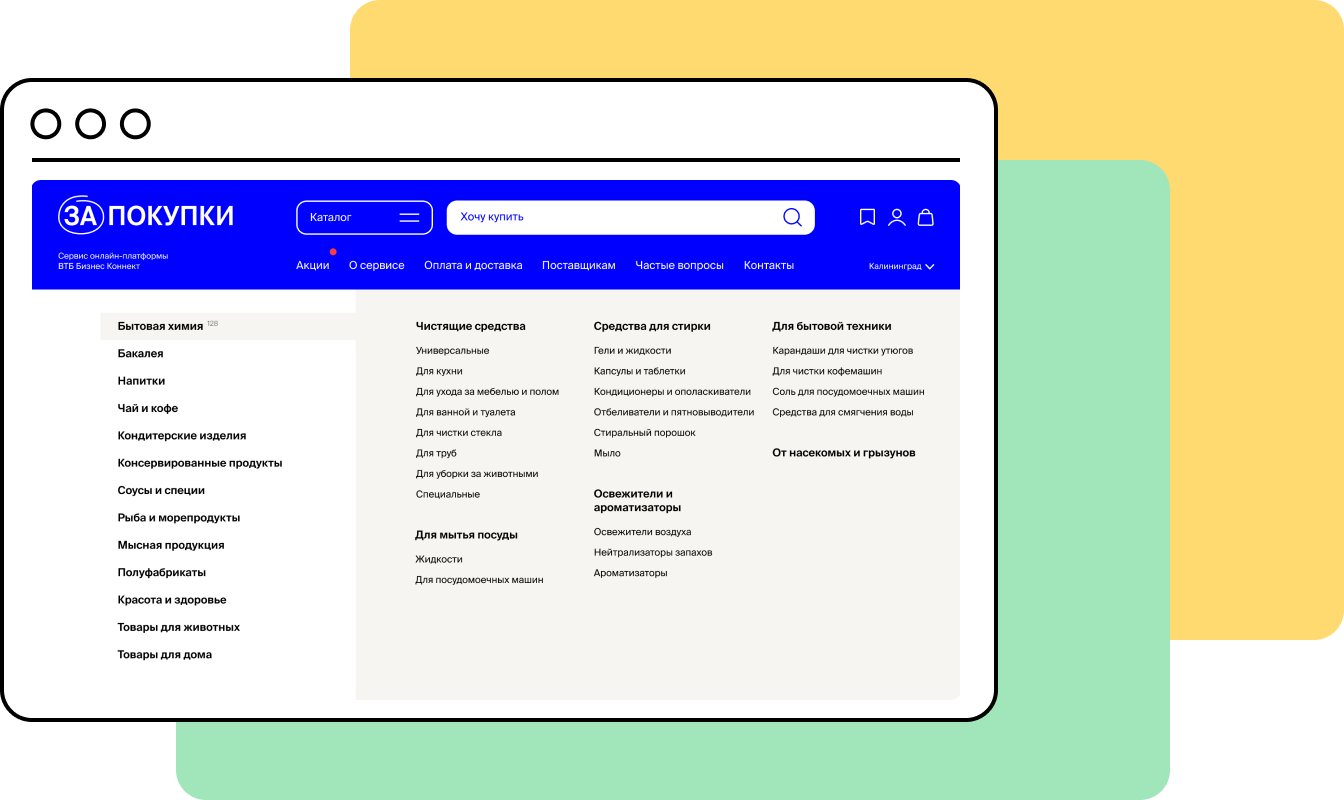 ЗА ПОКУПКИ
Сервис онлайн-платформы
ВТБ Бизнес Коннект
Каталог
Хочу купить
Акции
О сервисе
Оплата и доставка
Поставщикам
Частые вопросы
Контакты
Калининград
Бытовая химия 128
Бакалея
Напитки
Чай и кофе
Кондитерские изделия
Консервированные продукты
Соусы и специи
Рыба и морепродукты
Мысная продукция
Полуфабрикаты
Красота и здоровье
Товары для животных
Товары для дома
Чистящие средства
Универсальные
Для кухни
Для ухода за мебелью и полом
Для ванной и туалета
Для чистки стекла
Для труб
Для уборки за животными
Специальные
Для мытья посуды
Жидкости
Для посудомоечных машин
Средства для стирки
Гели и жидкости
Капсулы и таблетки
Кондиционеры и ополаскиватели
Отбеливатели и пятновыводители
Стиральный порошок
Мыло
Освежители и
ароматизаторы
Освежители воздуха
Нейтрализаторы запахов
Ароматизаторы
Для бытовой техники
Карандаши для чистки утюгов
Для чистки кофемашин
Соль для посудомоечных машин
Средства для смягчения воды
От насекомых и грызунов